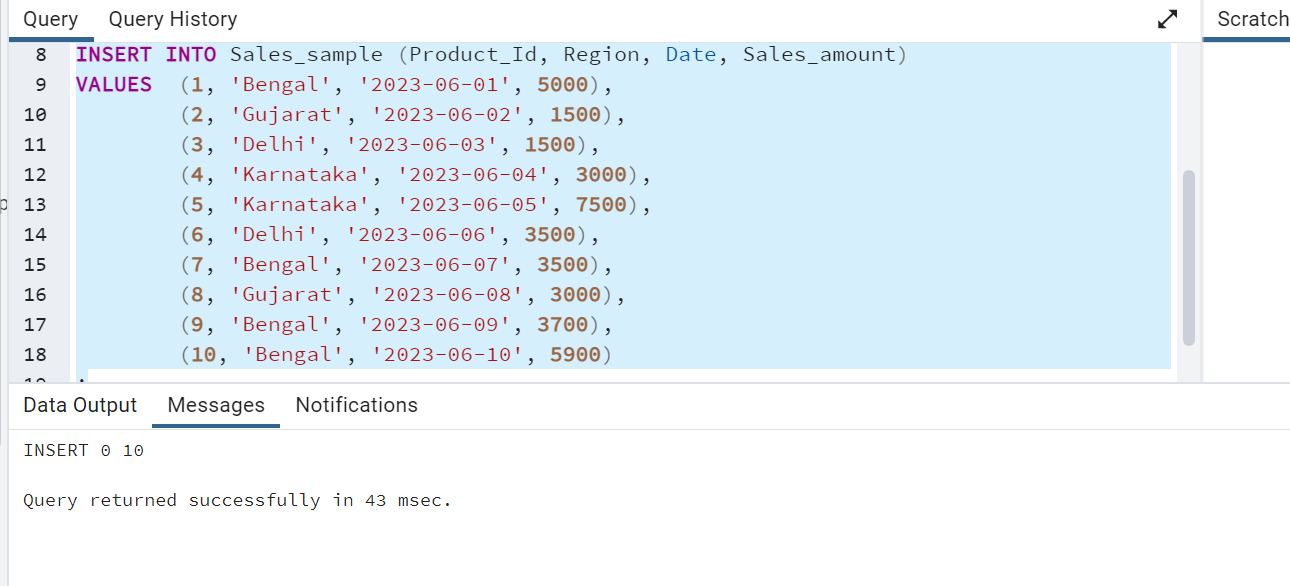 Query Query History Scratch
8 INSERT INTO Sales_sample (Product_Id, Region, Date, Sales_amount)
9 VALUES (1, 'Bengal', '2023-06-01', 5000),
10 (2, 'Gujarat', '2023-06-02', 1500),
11 (3, 'Delhi', '2023-06-03', 1500),
12 (4, 'Karnataka', '2023-06-04', 3000),
13 (5, 'Karnataka', '2023-06-05', 7500),
14 (6, 'Delhi', '2023-06-06', 3500),
15 (7, 'Bengal', '2023-06-07', 3500),
16 (8, 'Gujarat', '2023-06-08', 3000),
17 (9, 'Bengal', '2023-06-09', 3700),
18 (10, 'Bengal', '2023-06-10', 5900)
Data Output Messages Notifications
INSERT 0 10
Query returned successfully in 43 msec.